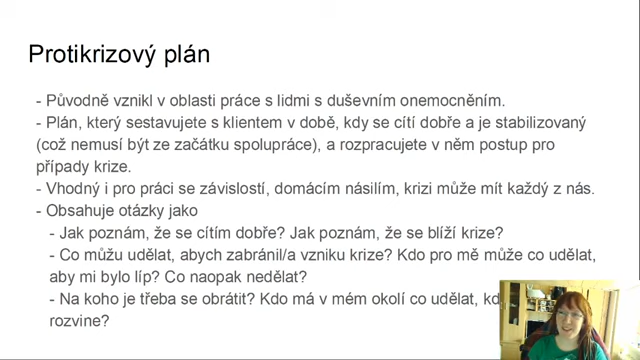 Protikrizový plán
- Původně vznikl v oblasti práce s lidmi s duševním onemocněním.
- Plán, který sestavujete s klientem v době, kdy se cítí dobře a je stabilizovaný
(což nemusí být ze začátku spolupráce), a rozpracujete v něm postup pro
případy krize.
- Vhodný i pro práci se závislostí, domácím násilím, krizi může mít každý z nás.
- Obsahuje otázky jako
- Jak poznám, že se cítím dobře? Jak poznám, že se blíží krize?
- Co můžu udělat, abych zabránil/a vzniku krize? Kdo pro mě může co udělat,
aby mi bylo líp? Co naopak nedělat?
- Na koho je třeba se obrátit? Kdo má v mém okolí co udělat,
rozvine?